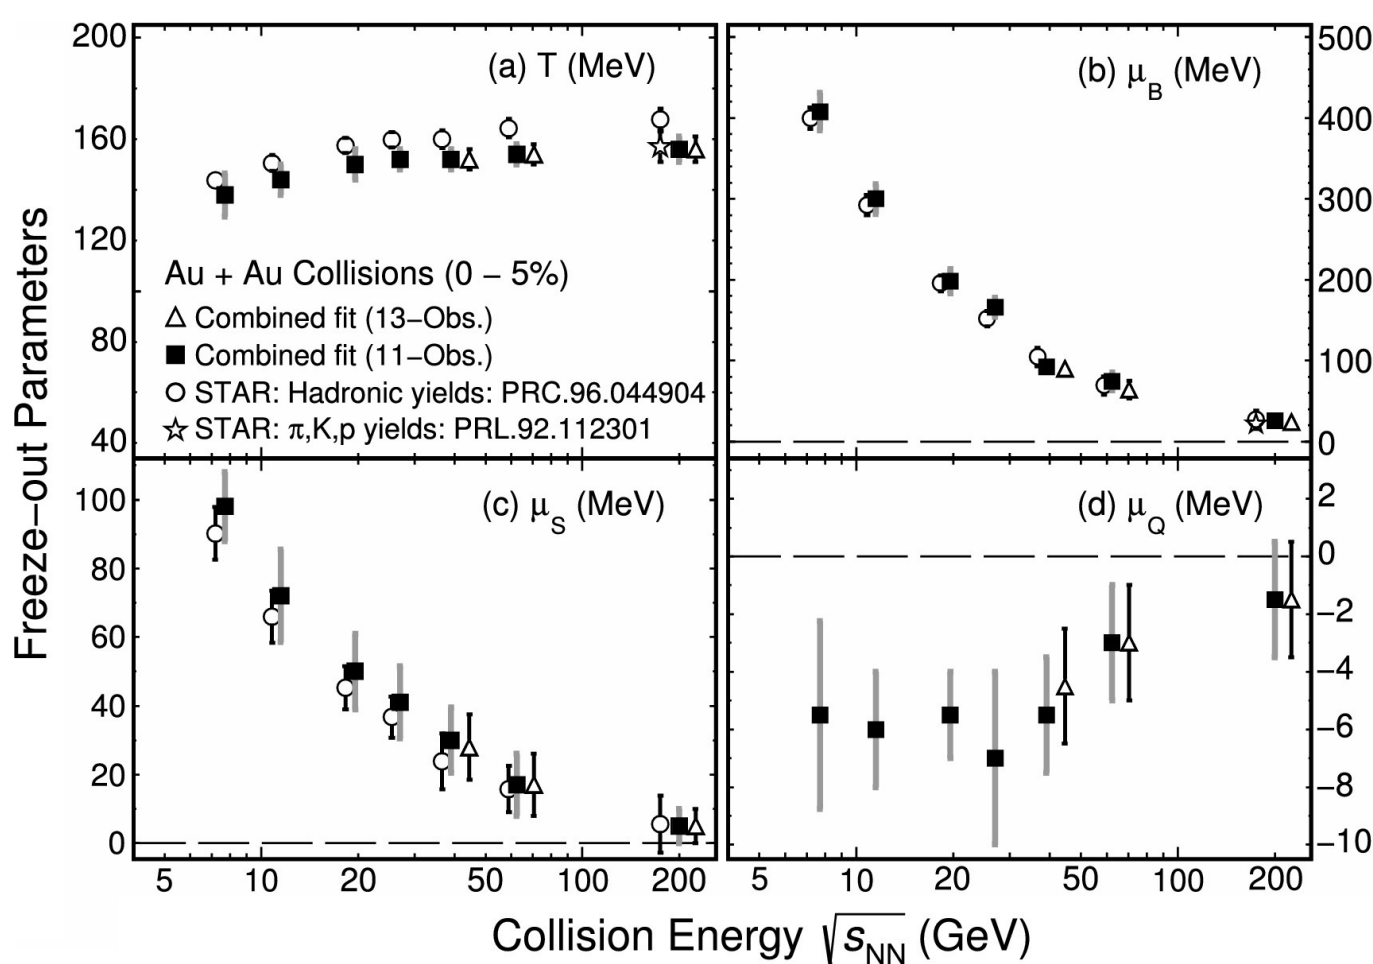 Freeze-out Parameters
200
160
120
80
40
(a) T (MeV)
Au + Au Collisions (0 − 5%)
△ Combined fit (13−Obs.)
■ Combined fit (11−Obs.)
○ STAR: Hadronic yields: PRC.96.044904
☆ STAR: π,K,p yields: PRL.92.112301
(b) μB (MeV)
500
400
300
200
100
0
100
80
60
40
20
0
(c) μS (MeV)
(d) μQ (MeV)
2
0
−2
−4
−6
−8
−10
5 10 20 50 100 200
5 10 20 50 100 200
Collision Energy √sNN (GeV)